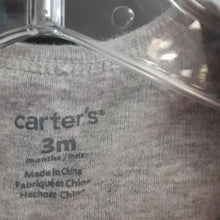 carter's®
3m
months / mois
Made in China
Fabriqué en Chine
Hecho en China